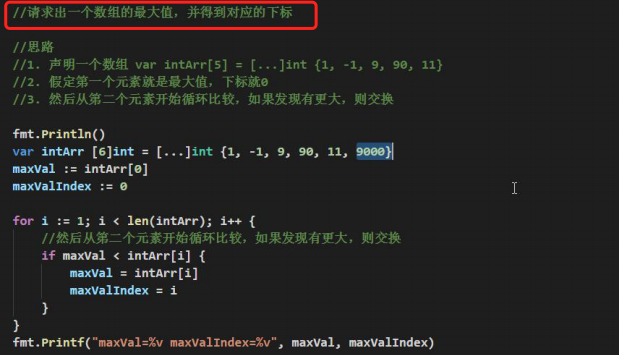 //请求出一个数组的最大值，并得到对应的下标
//思路
//1. 声明一个数组 var intArr[5] = [...]int {1, -1, 9, 90, 11}
//2. 假定第一个元素就是最大值，下标就0
//3. 然后从第二个元素开始循环比较，如果发现有更大，则交换
fmt.Println()
var intArr [6]int = [...]int {1, -1, 9, 90, 11, 9000}
maxVal := intArr[0]
maxValIndex := 0
for i := 1; i < len(intArr); i++ {
//然后从第二个元素开始循环比较，如果发现有更大，则交换
if maxVal < intArr[i] {
maxVal = intArr[i]
maxValIndex = i
}
}
fmt.Printf("maxVal=%v maxValIndex=%v", maxVal, maxValIndex)